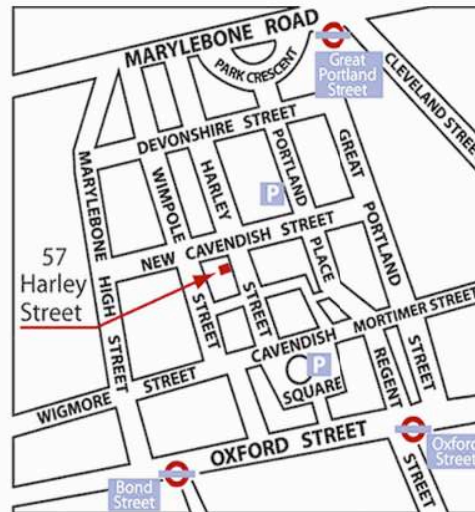 MARYLEBONE ROAD
Great
Portland
Street
PARK CRESCENT
CLEVELAND STREE
DEVONSHIRE STREET
MARYLEBONE HIGH STREET
WIMPOLE STREET
HARLEY STREET
PORTLAND PLACE
GREAT PORTLAND STREET
P
NEW CAVENDISH STREET
57
Harley
Street
MORTIMER STREET
CAVENDISH SQUARE
P
REGENT STREET
WIGMORE STREET
OXFORD STREET
Oxford
Street
Bond
Street